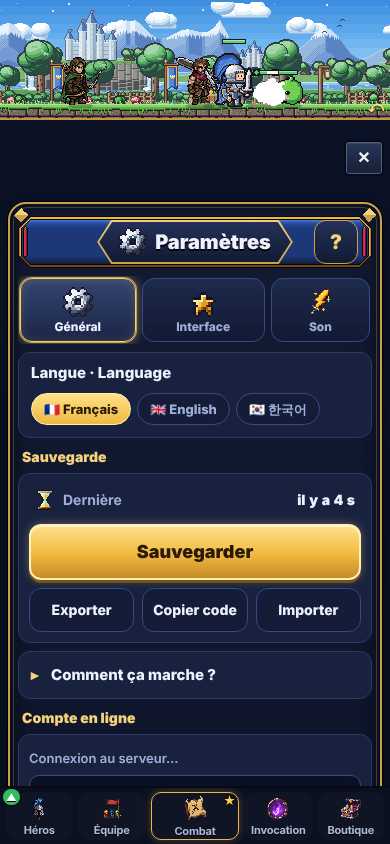 ×
Paramètres
?
Général
Interface
Son
Langue · Language
🇫🇷 Français
🇬🇧 English
🇰🇷 한국어
Sauvegarde
Dernière
il y a 4 s
Sauvegarder
Exporter
Copier code
Importer
► Comment ça marche ?
Compte en ligne
Connexion au serveur...
Héros
Équipe
Combat
Invocation
Boutique